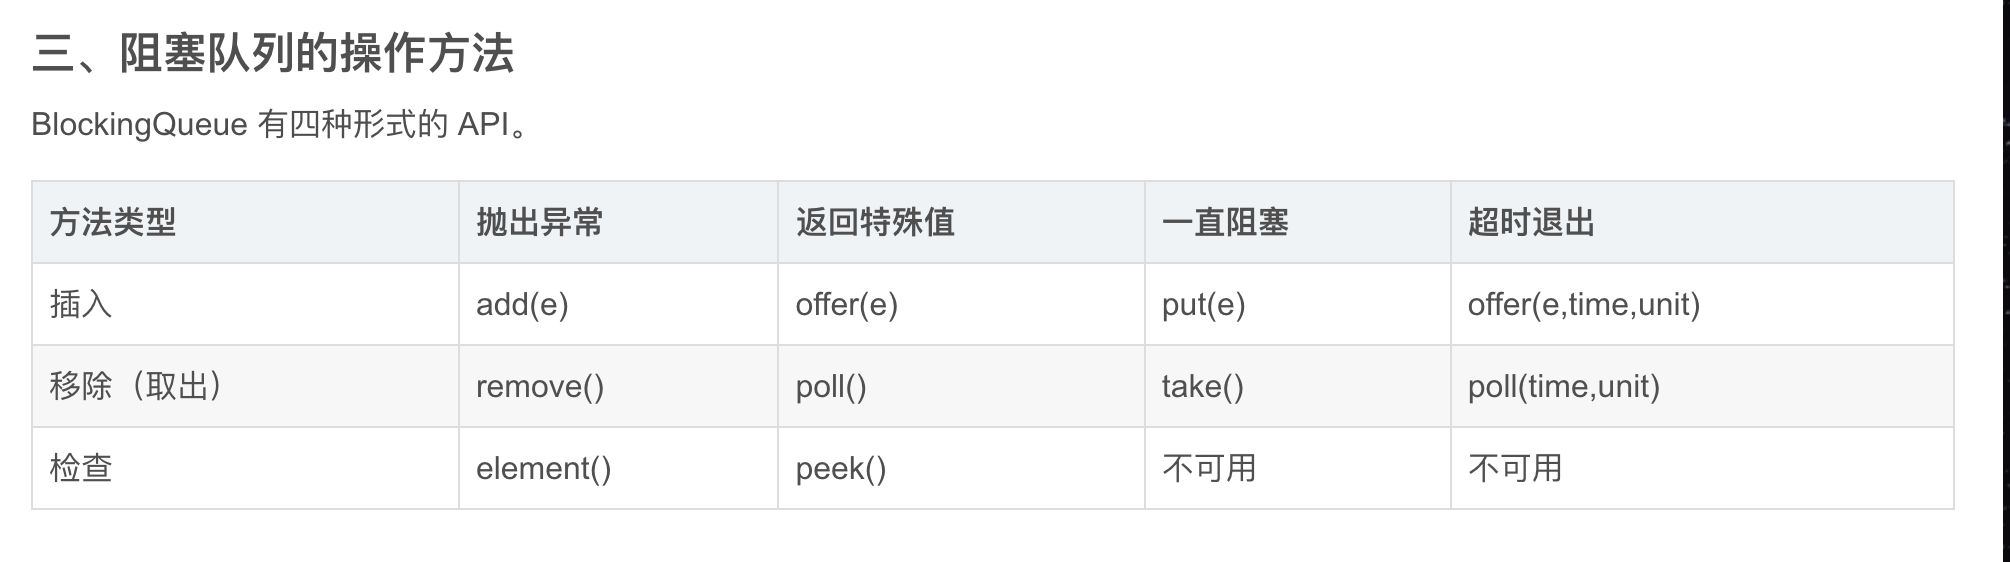 三、阻塞队列的操作方法
BlockingQueue 有四种形式的 API。
方法类型 抛出异常 返回特殊值 一直阻塞 超时退出
插入 add(e) offer(e) put(e) offer(e,time,unit)
移除（取出） remove() poll() take() poll(time,unit)
检查 element() peek() 不可用 不可用